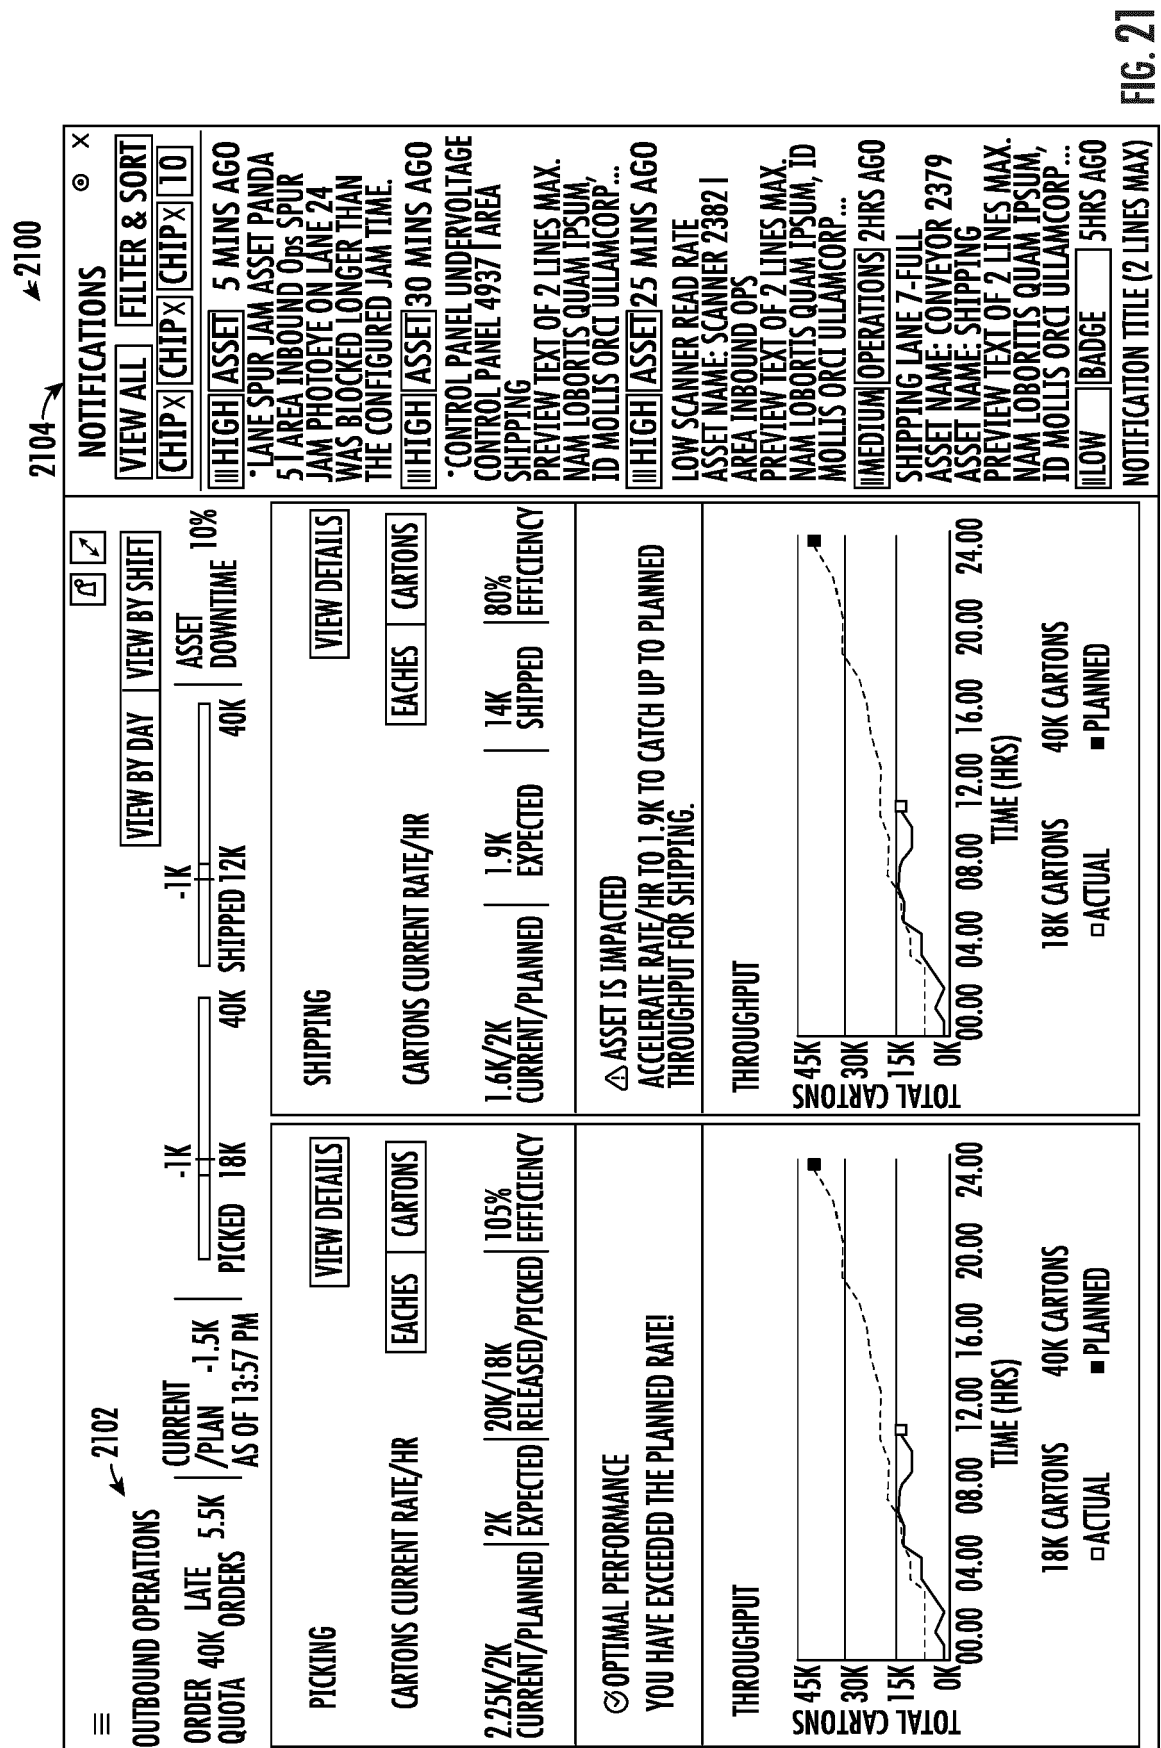 2100
2104
2102
OUTBOUND OPERATIONS
VIEW BY DAY VIEW BY SHIFT
ORDER QUOTA 40K
LATE ORDERS 5.5K
CURRENT /PLAN -1.5K
AS OF 13:57 PM
-1K
PICKED 18K 40K
-1K
SHIPPED 12K 40K
ASSET DOWNTIME 10%
PICKING
VIEW DETAILS
CARTONS CURRENT RATE/HR
EACHES CARTONS
2.25K/2K
CURRENT/PLANNED
2K
EXPECTED
20K/18K
RELEASED/PICKED
105%
EFFICIENCY
OPTIMAL PERFORMANCE
YOU HAVE EXCEEDED THE PLANNED RATE!
THROUGHPUT
TOTAL CARTONS
45K
30K
15K
0K
00.00 04.00 08.00 12.00 16.00 20.00 24.00
TIME (HRS)
18K CARTONS 40K CARTONS
ACTUAL PLANNED
SHIPPING
VIEW DETAILS
CARTONS CURRENT RATE/HR
EACHES CARTONS
1.6K/2K
CURRENT/PLANNED
1.9K
EXPECTED
14K
SHIPPED
80%
EFFICIENCY
ASSET IS IMPACTED
ACCELERATE RATE/HR TO 1.9K TO CATCH UP TO PLANNED
THROUGHPUT FOR SHIPPING.
THROUGHPUT
TOTAL CARTONS
45K
30K
15K
0K
00.00 04.00 08.00 12.00 16.00 20.00 24.00
TIME (HRS)
18K CARTONS 40K CARTONS
ACTUAL PLANNED
NOTIFICATIONS X
VIEW ALL FILTER & SORT
CHIP X CHIP X CHIP X 10
HIGH ASSET 5 MINS AGO
•LANE SPUR JAM ASSET PANDA
5 | AREA INBOUND Ops SPUR
JAM PHOTOEYE ON LANE 24
WAS BLOCKED LONGER THAN
THE CONFIGURED JAM TIME.
HIGH ASSET 30 MINS AGO
•CONTROL PANEL UNDERVOLTAGE
CONTROL PANEL 4937 | AREA
SHIPPING
PREVIEW TEXT OF 2 LINES MAX.
NAM LOBORTIS QUAM IPSUM,
ID MOLLIS ORCI ULLAMCORP...
HIGH ASSET 25 MINS AGO
LOW SCANNER READ RATE
ASSET NAME: SCANNER 2382 |
AREA INBOUND OPS
PREVIEW TEXT OF 2 LINES MAX.
NAM LOBORTIS QUAM IPSUM, ID
MOLLIS ORCI ULLAMCORP...
MEDIUM OPERATIONS 2HRS AGO
SHIPPING LANE 7-FULL
ASSET NAME: CONVEYOR 2379
ASSET NAME: SHIPPING
PREVIEW TEXT OF 2 LINES MAX.
NAM LOBORITIS QUAM IPSUM,
ID MOLLIS ORCI ULLAMCORP...
LOW BADGE 5HRS AGO
NOTIFICATION TITLE (2 LINES MAX)
FIG. 21